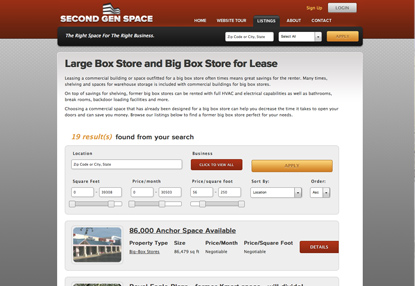 SECOND GEN SPACE
Sign Up LOGIN
HOME WEBSITE TOUR LISTINGS ABOUT CONTACT
The Right Space For The Right Business.
Zip Code or City, State Select All APPLY
Large Box Store and Big Box Store for Lease
Leasing a commercial building or space outfitted for a big box store often times means great savings for the renter. Many times,
shelving and spaces for warehouse storage is included with commercial buildings for big box stores.
On top of savings for shelving, former big box stores can be rented with full HVAC and electrical capabilities as well as bathrooms,
break rooms, backdoor loading facilities and more.
Choosing a commercial space that has already been designed for a big box store can help you decrease the time it takes to open your
doors and can save you money. Browse our listings below to find a former big box store perfect for your needs.
19 result(s) found from your search
Location Business
Zip Code or City, State CLICK TO VIEW ALL APPLY
Square Feet Price/month Price/square foot Sort By: Order:
0 - 0 - - 250 Location
86,000 Anchor Space Available
Property Type Size Price/Month Price/Square Foot
Big-Box Stores 86,479 sq ft Negotiable Negotiable
DETAILS